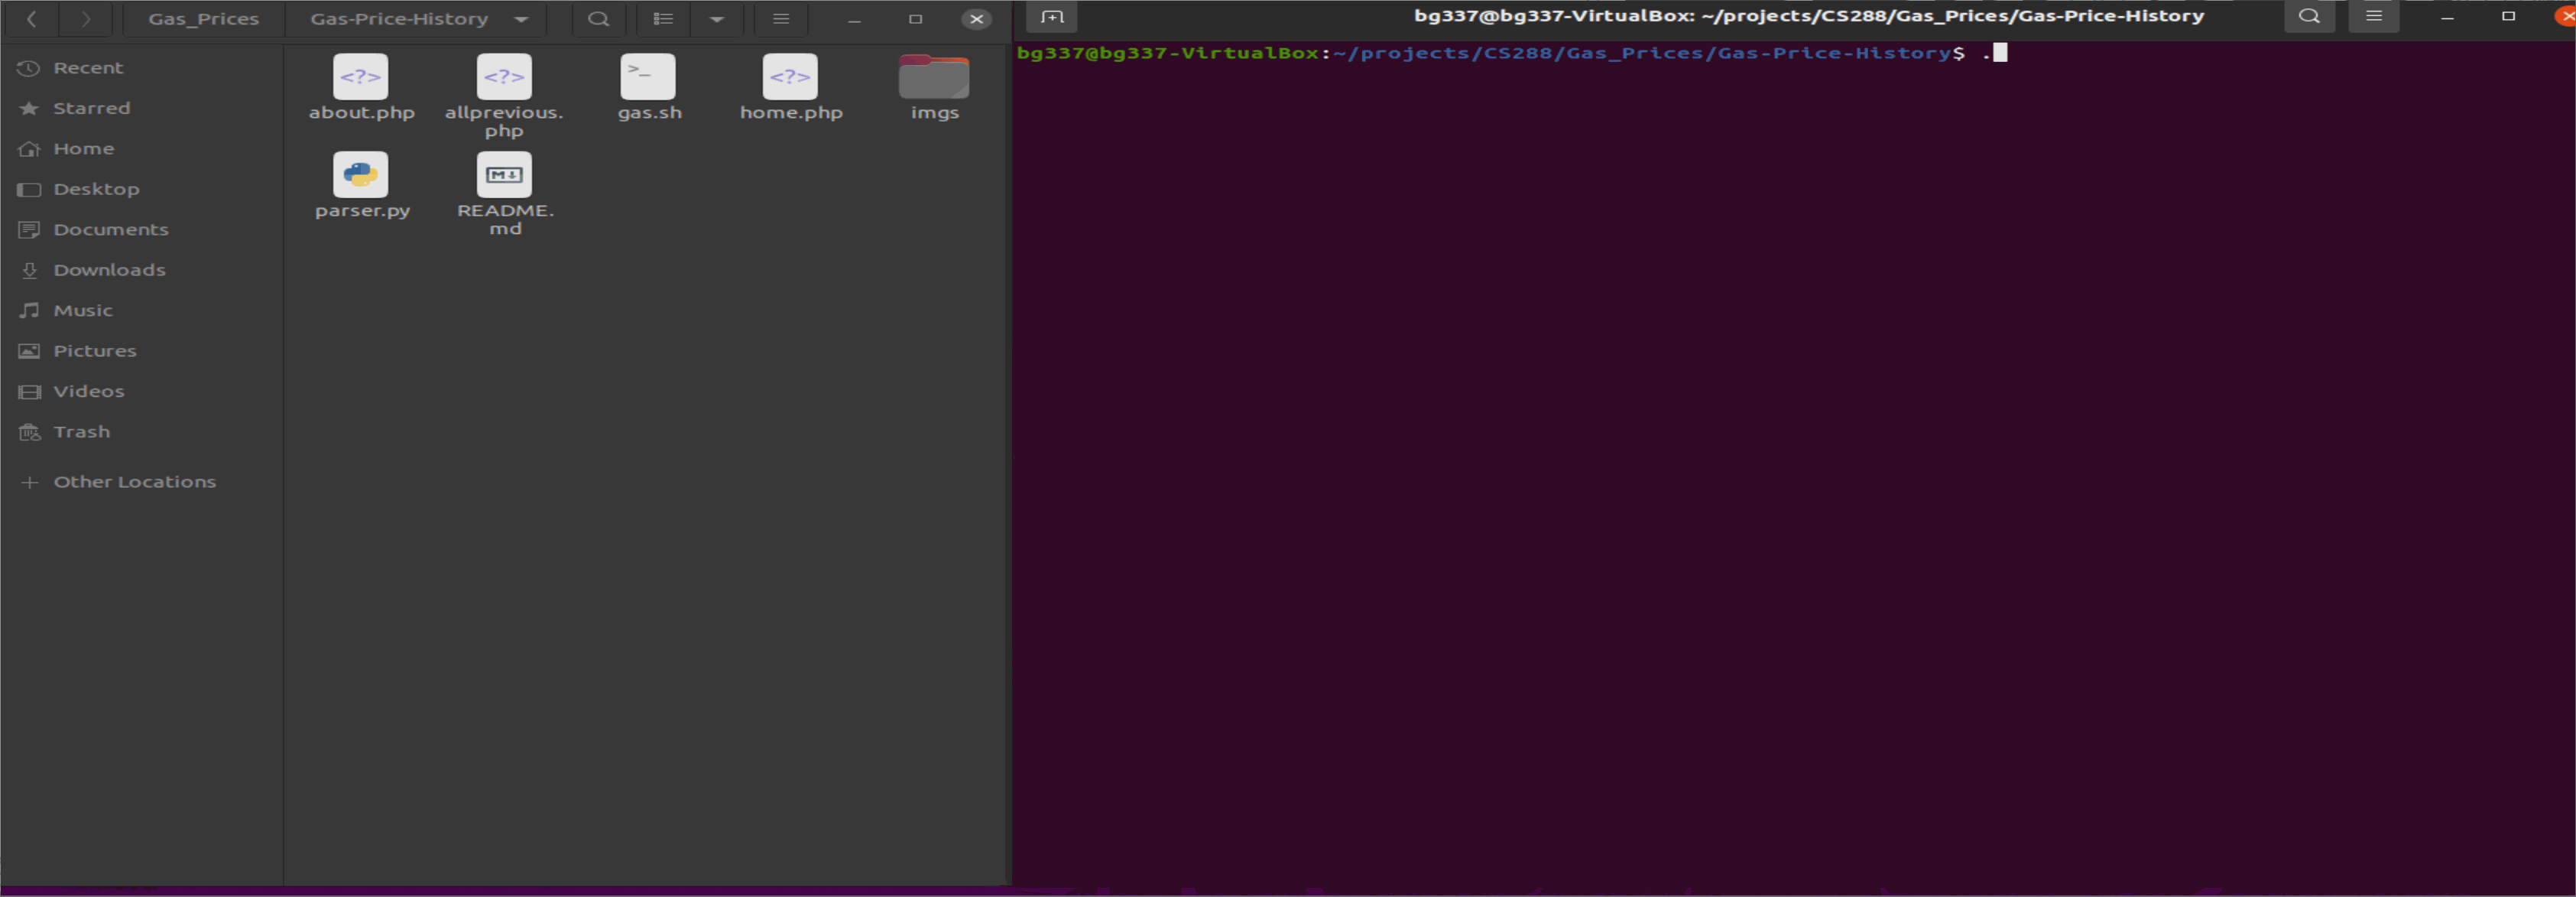 Gas_Prices
Gas-Price-History
Recent
Starred
Home
Desktop
Documents
Downloads
Music
Pictures
Videos
Trash
Other Locations
about.php
allprevious.
php
gas.sh
home.php
imgs
parser.py
README.
md
bg337@bg337-VirtualBox: ~/projects/CS288/Gas_Prices/Gas-Price-History
bg337@bg337-VirtualBox:~/projects/CS288/Gas_Prices/Gas-Price-History$ .